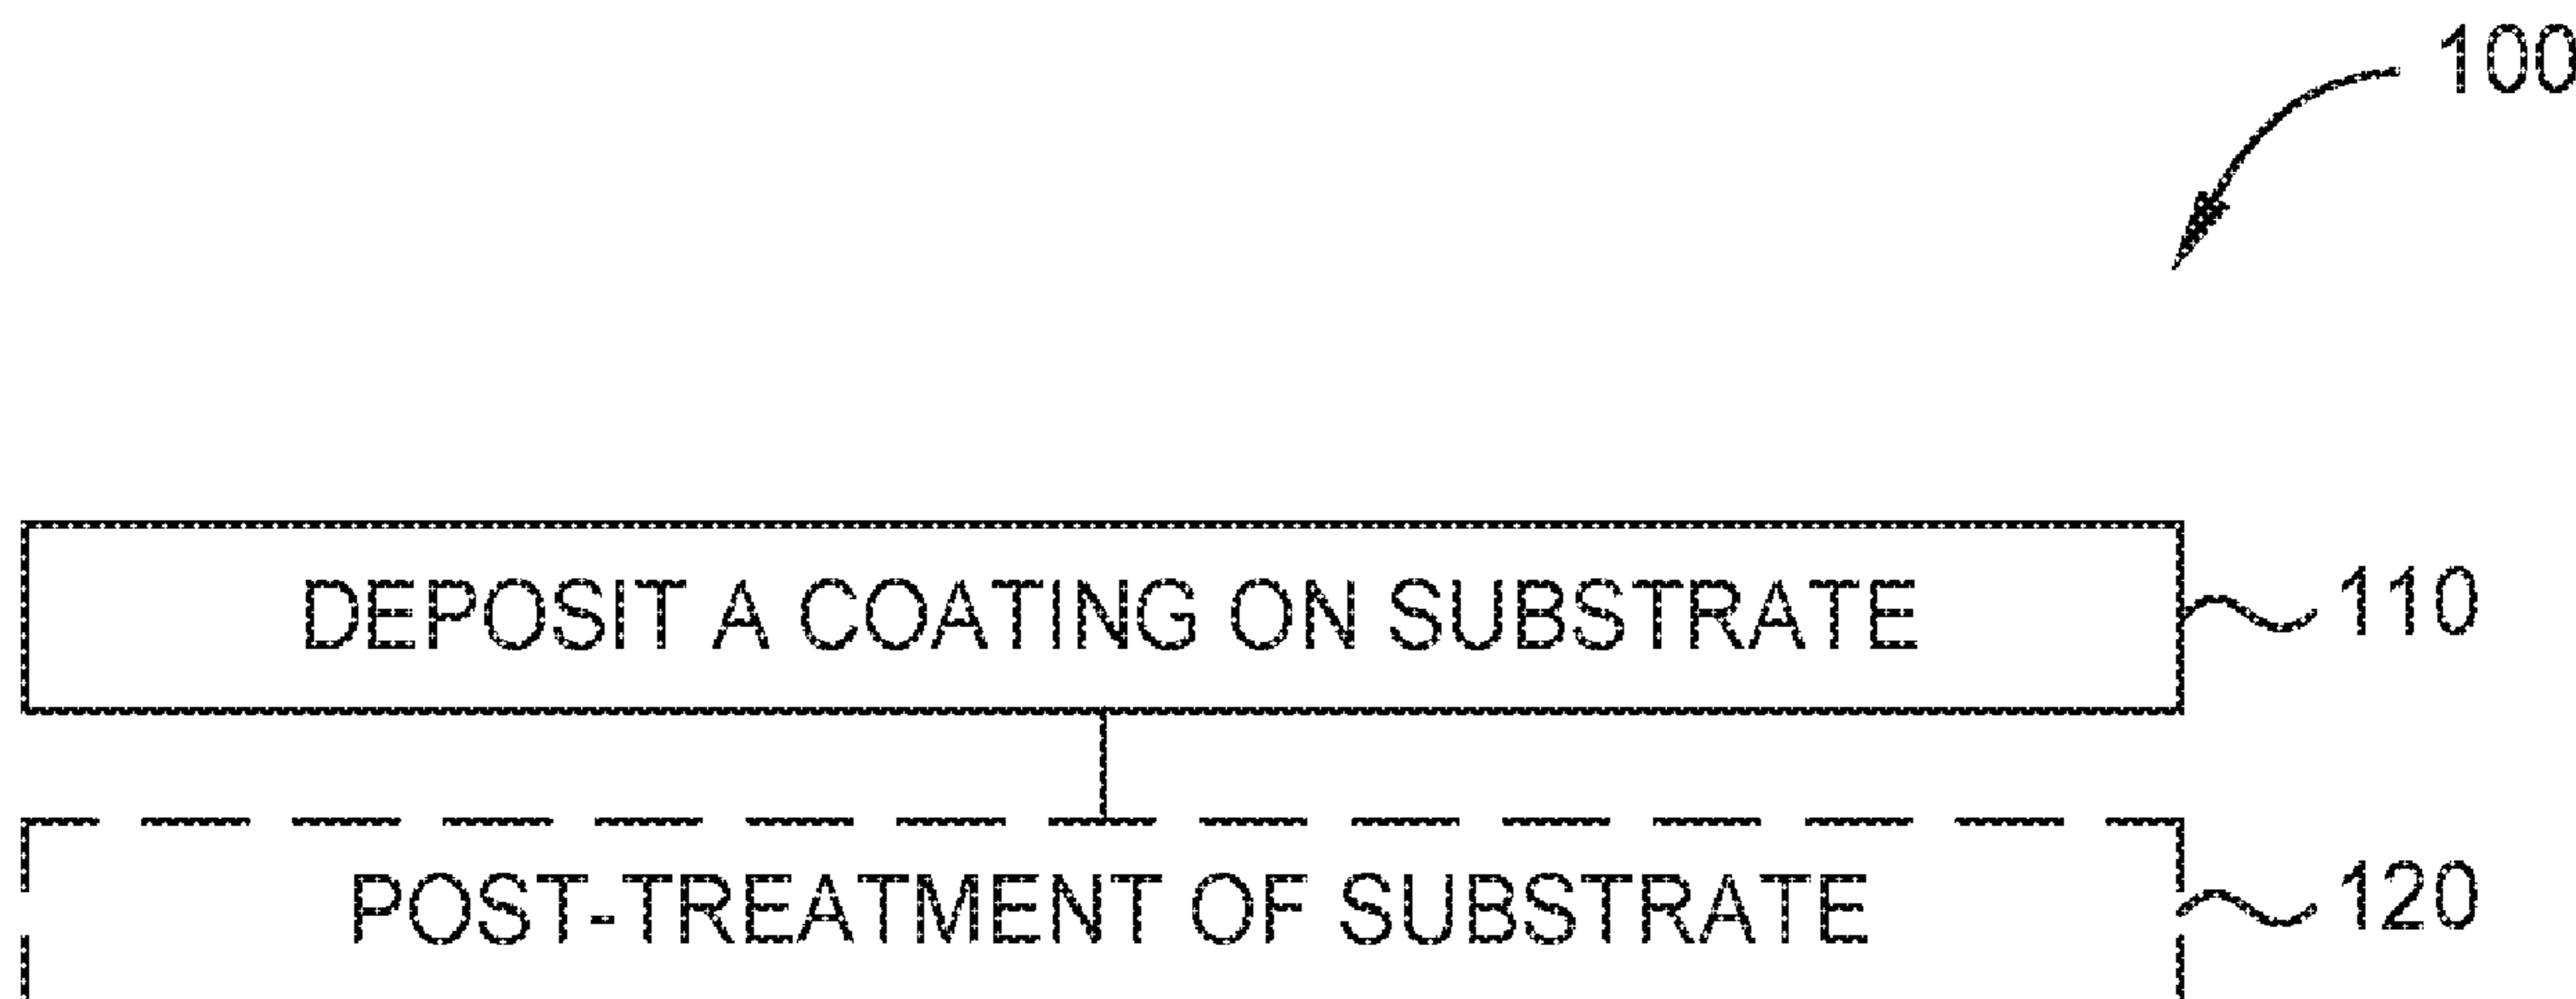 100
DEPOSIT A COATING ON SUBSTRATE 110
POST-TREATMENT OF SUBSTRATE 120